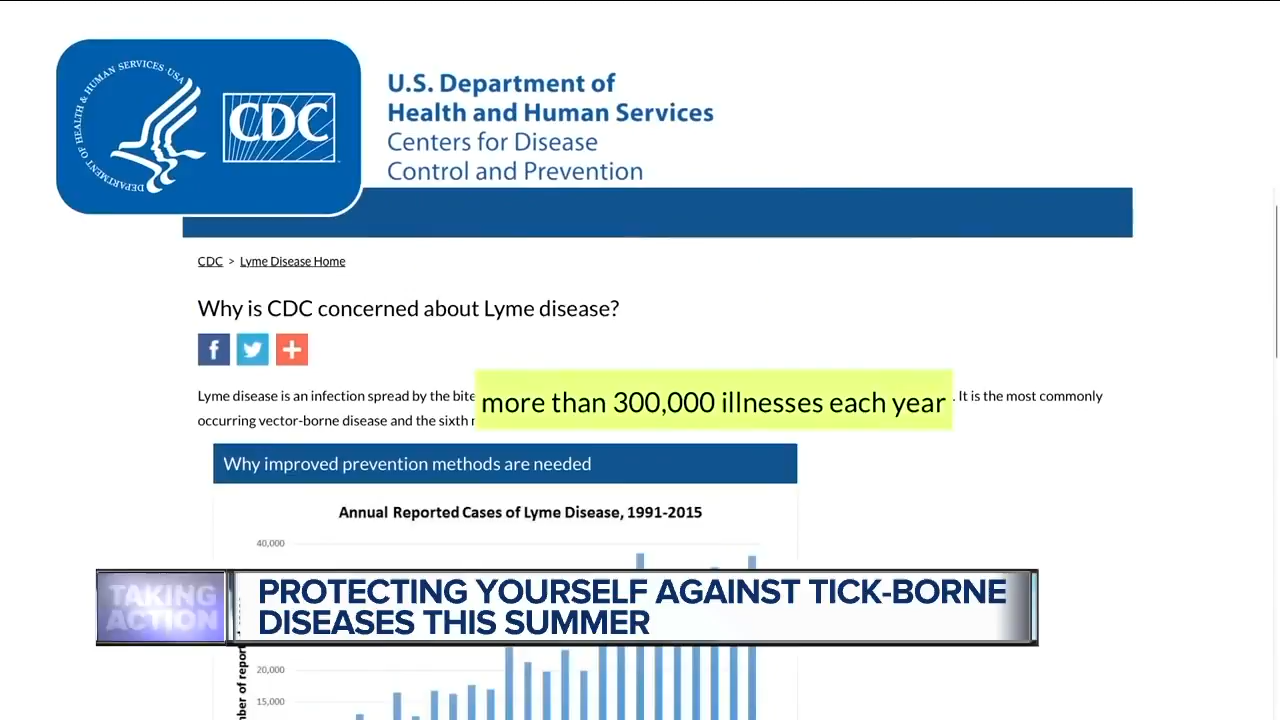 DEPARTMENT OF HEALTH & HUMAN SERVICES·USA
CDC
U.S. Department of
Health and Human Services
Centers for Disease
Control and Prevention
CDC > Lyme Disease Home
Why is CDC concerned about Lyme disease?
Lyme disease is an infection spread by the bite more than 300,000 illnesses each year . It is the most commonly
occurring vector-borne disease and the sixth
Why improved prevention methods are needed
Annual Reported Cases of Lyme Disease, 1991-2015
40,000
TAKING
ACTION
PROTECTING YOURSELF AGAINST TICK-BORNE
DISEASES THIS SUMMER
20,000
15,000